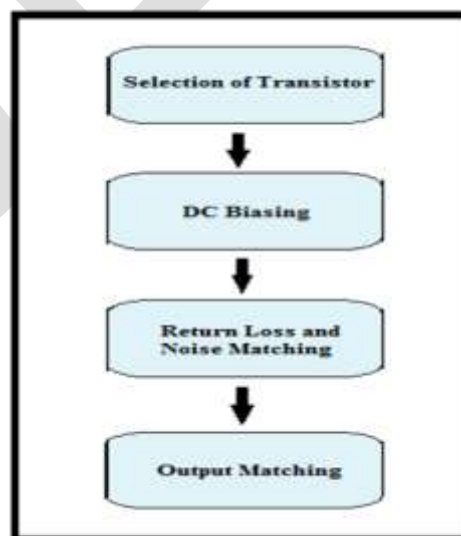 Selection of Transistor
DC Biasing
Return Loss and
Noise Matching
Output Matching